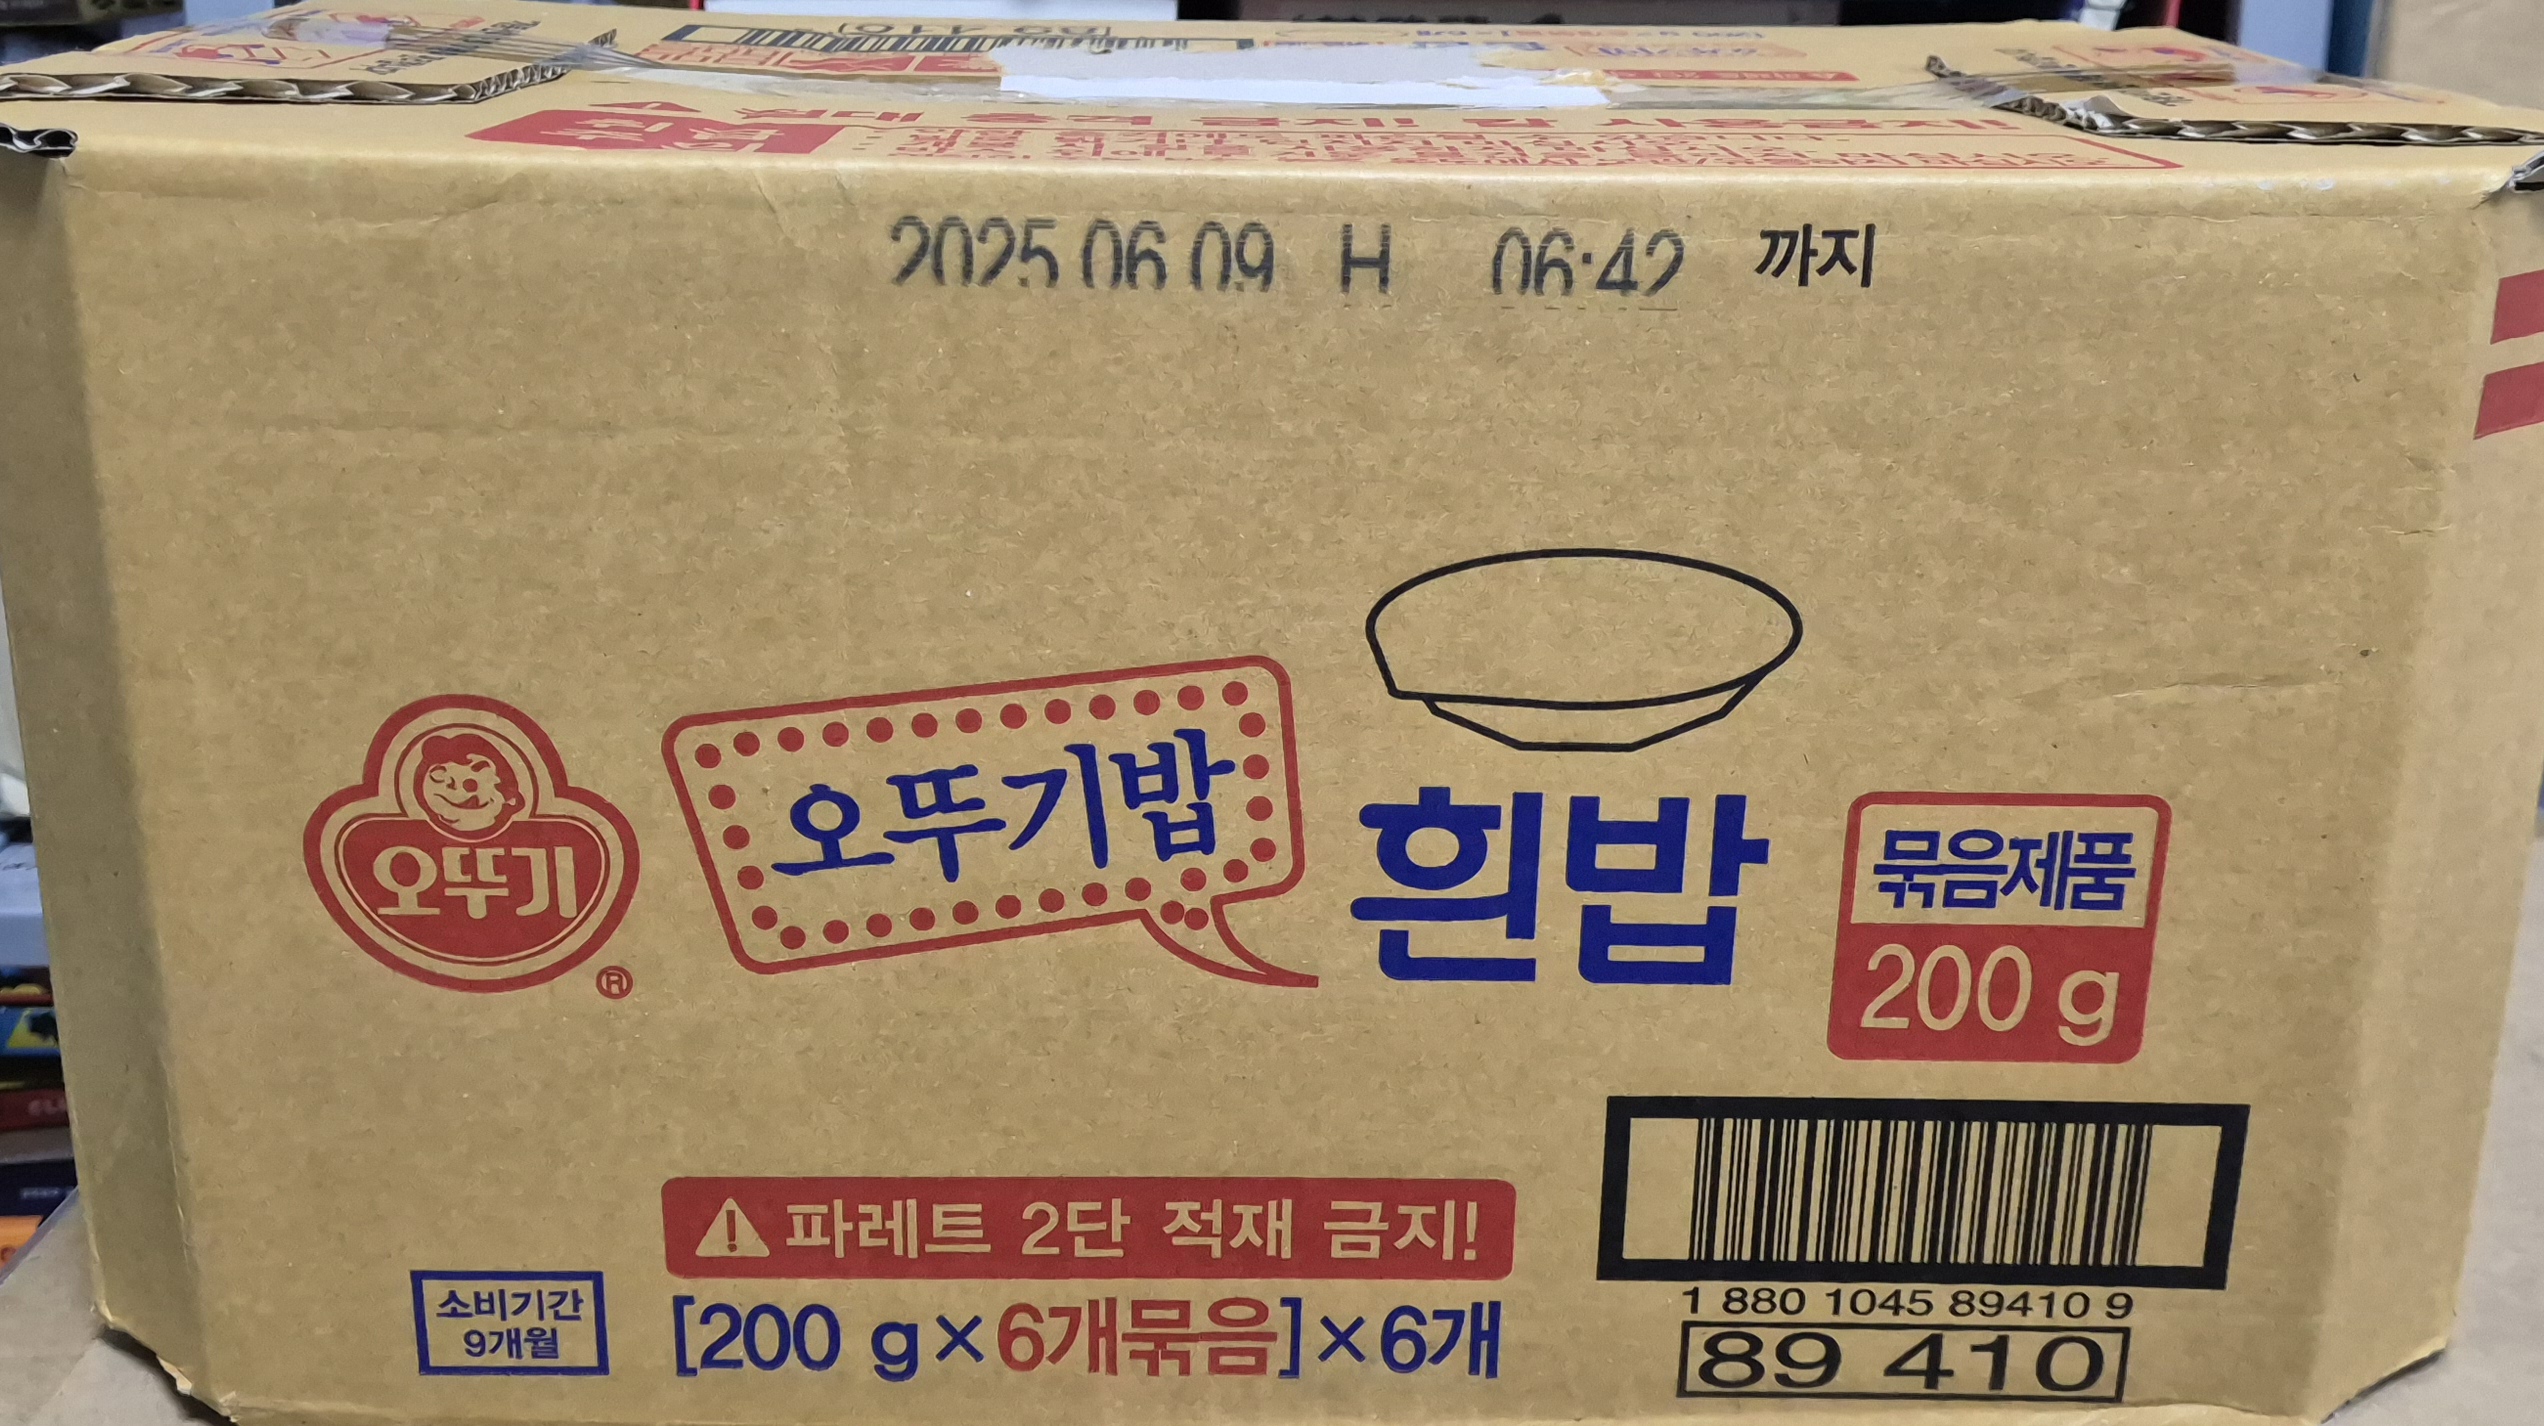 2025.06.09 H 06:42 까지
오뚜기
®
오뚜기밥
흰밥
묶음제품
200 g
파레트 2단 적재 금지!
소비기간
9개월
[200 g×6개묶음]×6개
1 880 1045 89410 9
89 410